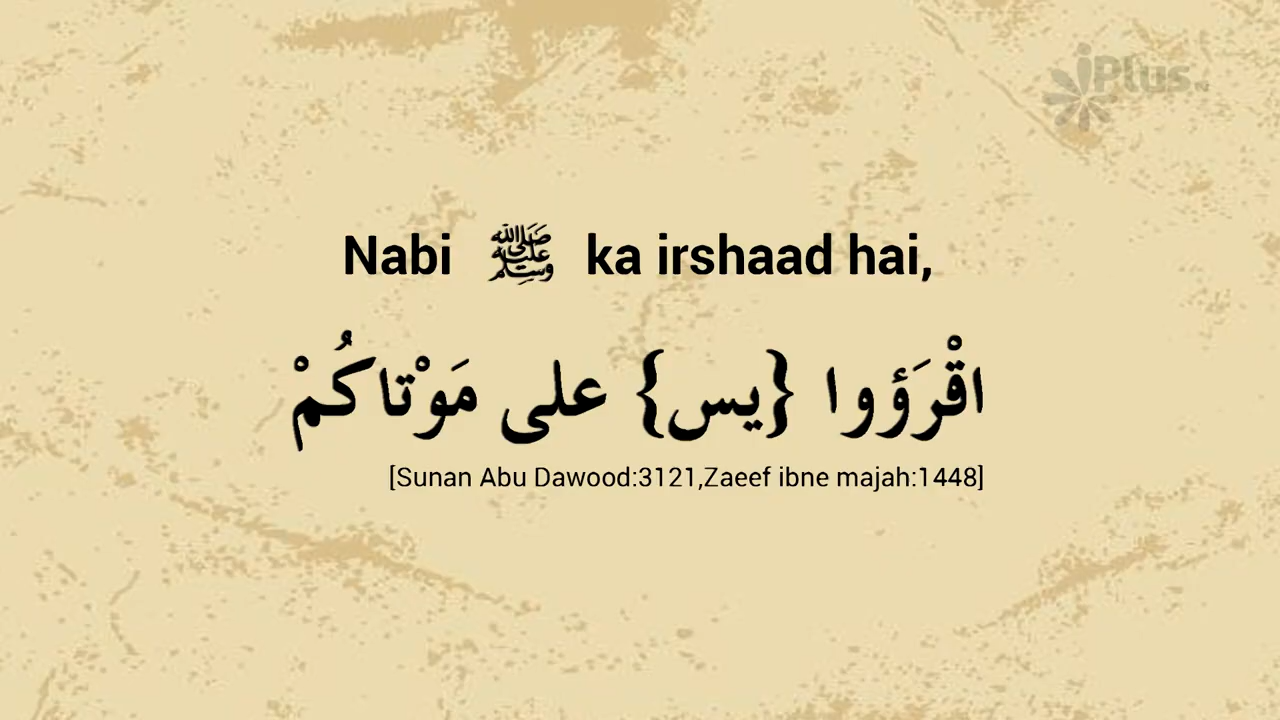 iPlus
Nabi ﷺ ka irshaad hai,
اقْرَؤوا {يس} على مَوْتاكُمْ
[Sunan Abu Dawood:3121,Zaeef ibne majah:1448]